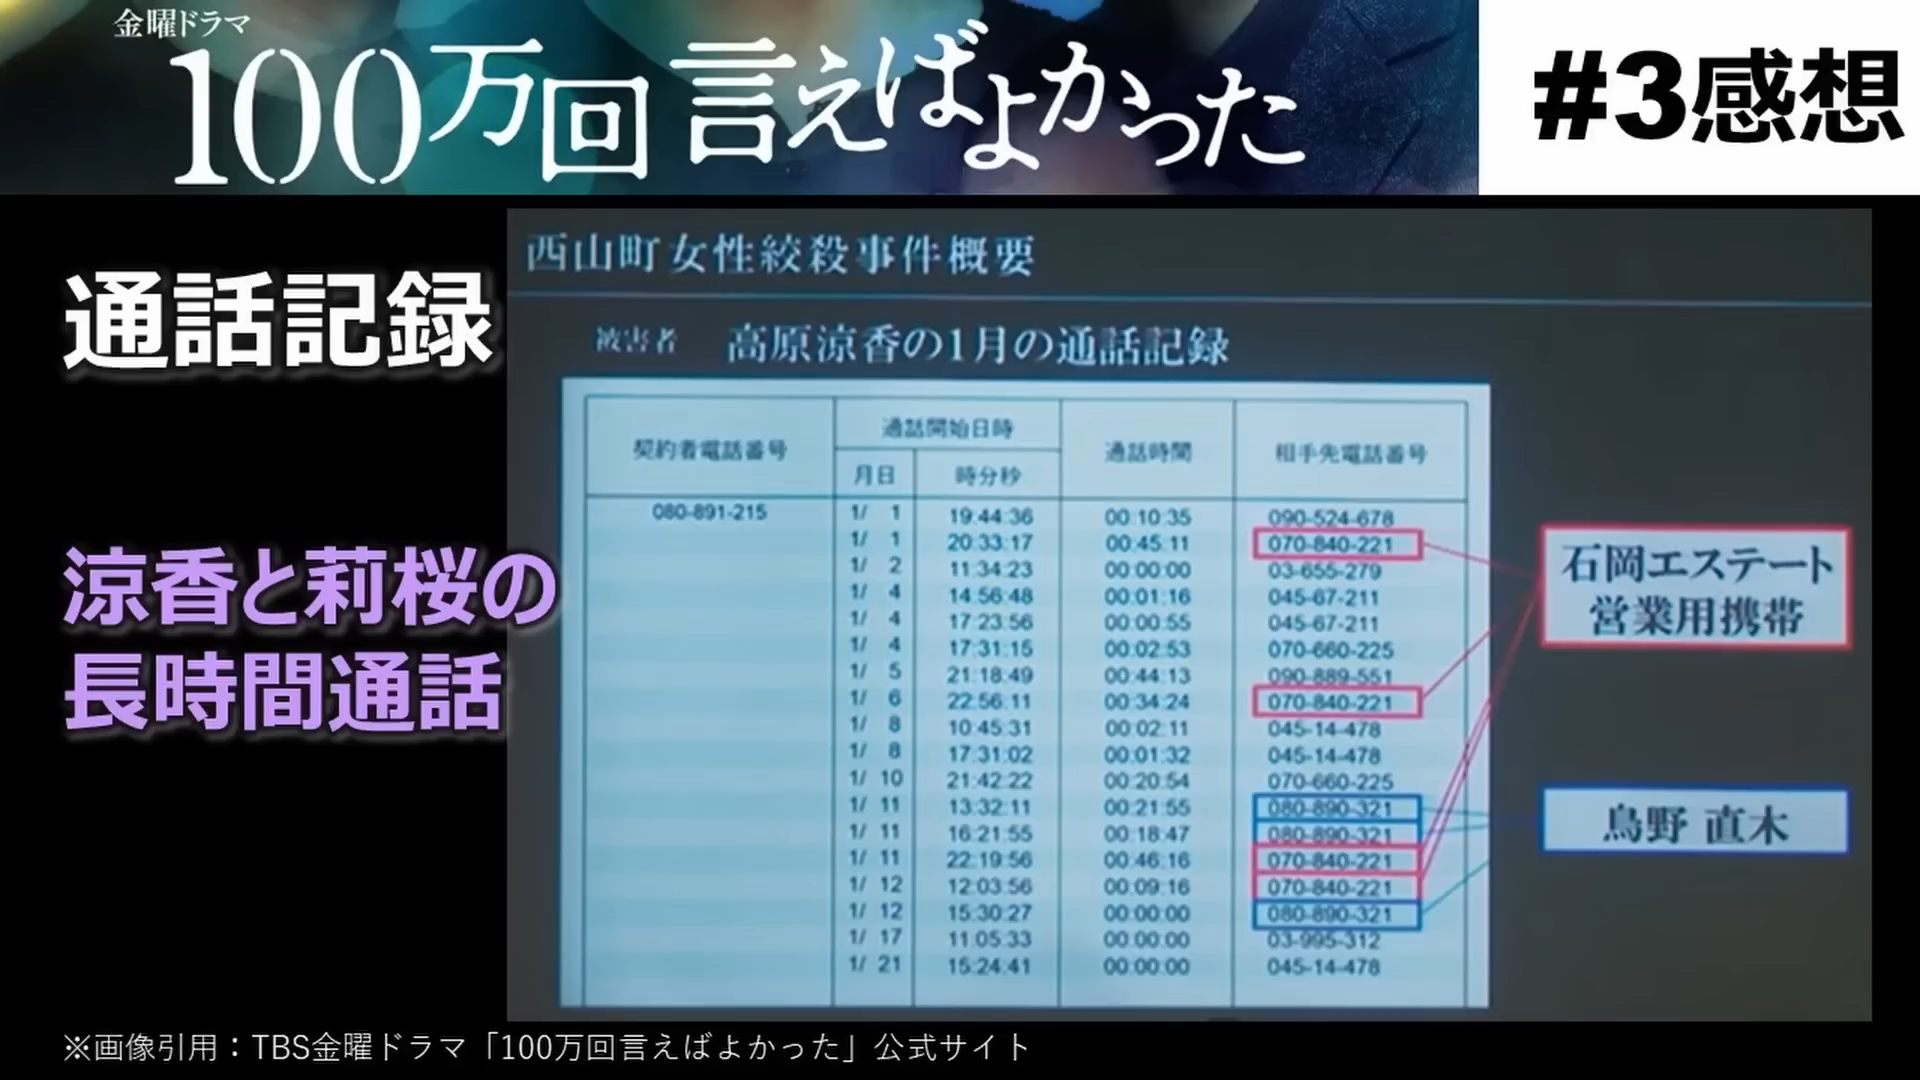 金曜ドラマ
100万回 言えばよかった
#3感想
通話記録
涼香と莉桜の
長時間通話
西山町女性絞殺事件概要
被害者 高原涼香の1月の通話記録
契約者電話番号 通話開始日時 通話時間 相手先電話番号
月日 時分秒
080-891-215 1/ 1 19:44:36 00:10:35 090-524-678
1/ 1 20:33:17 00:45:11 070-840-221
1/ 2 11:34:23 00:00:00 03-655-279
1/ 4 14:56:48 00:01:16 045-67-211
1/ 4 17:23:56 00:00:55 045-67-211
1/ 4 17:31:15 00:02:53 070-660-225
1/ 5 21:18:49 00:44:13 090-889-551
1/ 6 22:56:11 00:34:24 070-840-221
1/ 8 10:45:31 00:02:11 045-14-478
1/ 8 17:31:02 00:01:32 045-14-478
1/ 10 21:42:22 00:20:54 070-660-225
1/ 11 13:32:11 00:21:55 080-890-321
1/ 11 16:21:55 00:18:47 080-890-321
1/ 11 22:19:56 00:46:16 070-840-221
1/ 12 12:03:56 00:09:16 070-840-221
1/ 12 15:30:27 00:00:00 080-890-321
1/ 17 11:05:33 00:00:00 03-995-312
1/ 21 15:24:41 00:00:00 045-14-478
石岡エステート
営業用携帯
鳥野 直木
※画像引用：TBS金曜ドラマ「100万回言えばよかった」公式サイト